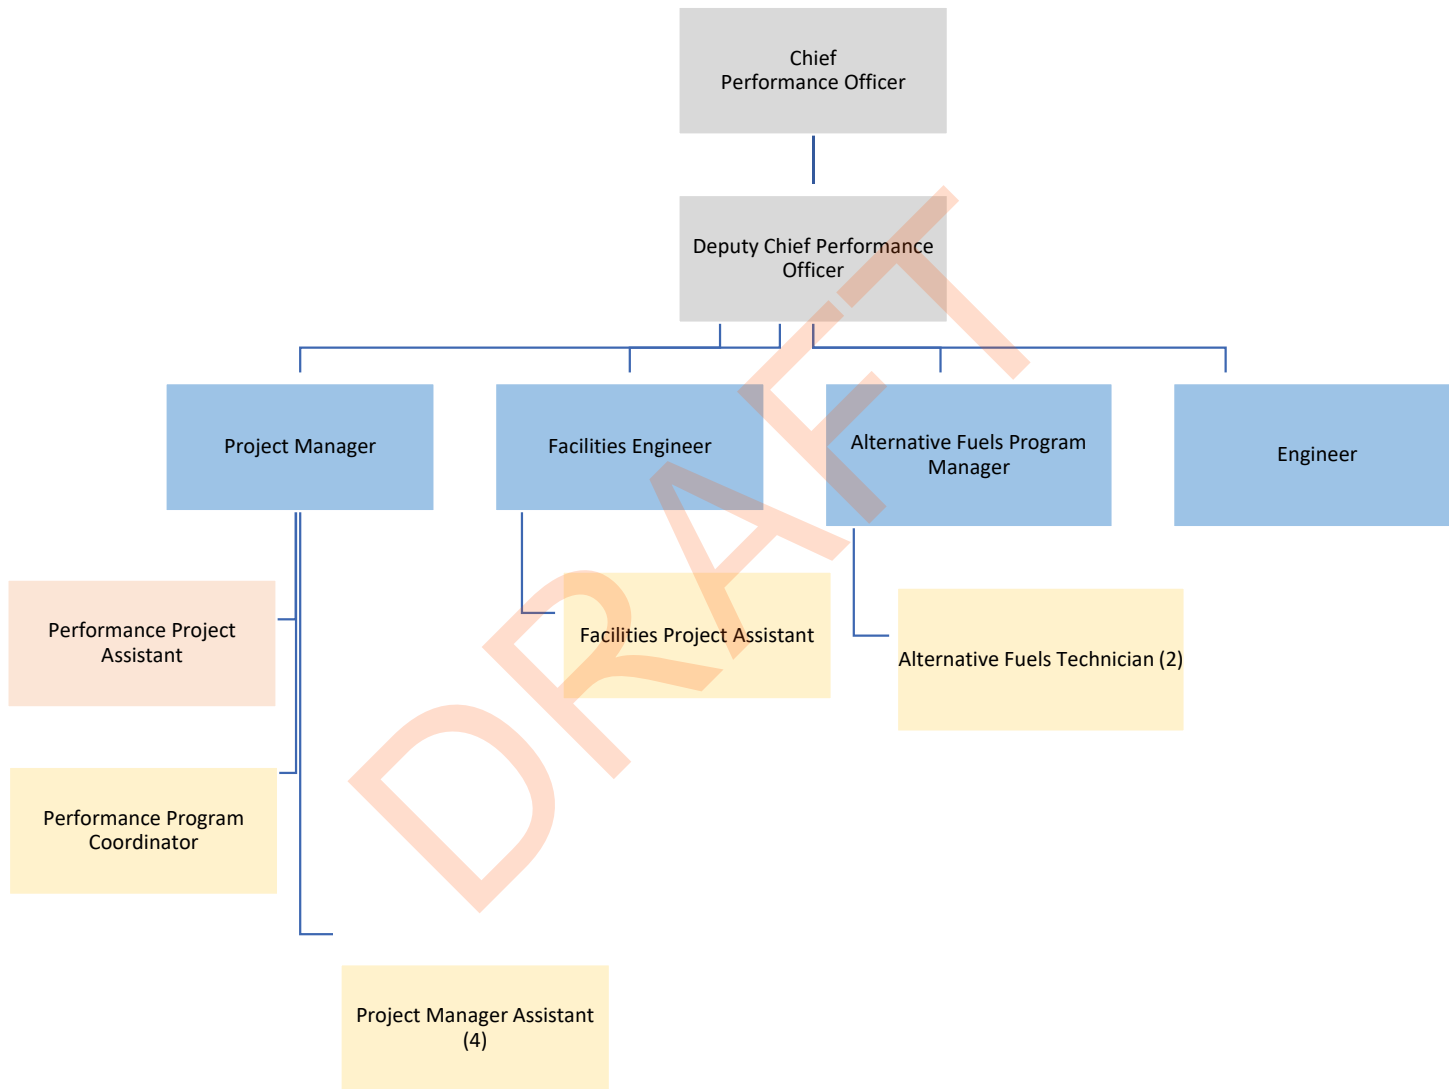 Chief
Performance Officer
Deputy Chief Performance
Officer
Project Manager
Facilities Engineer
Alternative Fuels Program
Manager
Engineer
Performance Project
Assistant
Facilities Project Assistant
Alternative Fuels Technician (2)
Performance Program
Coordinator
Project Manager Assistant
(4)
DRAFT